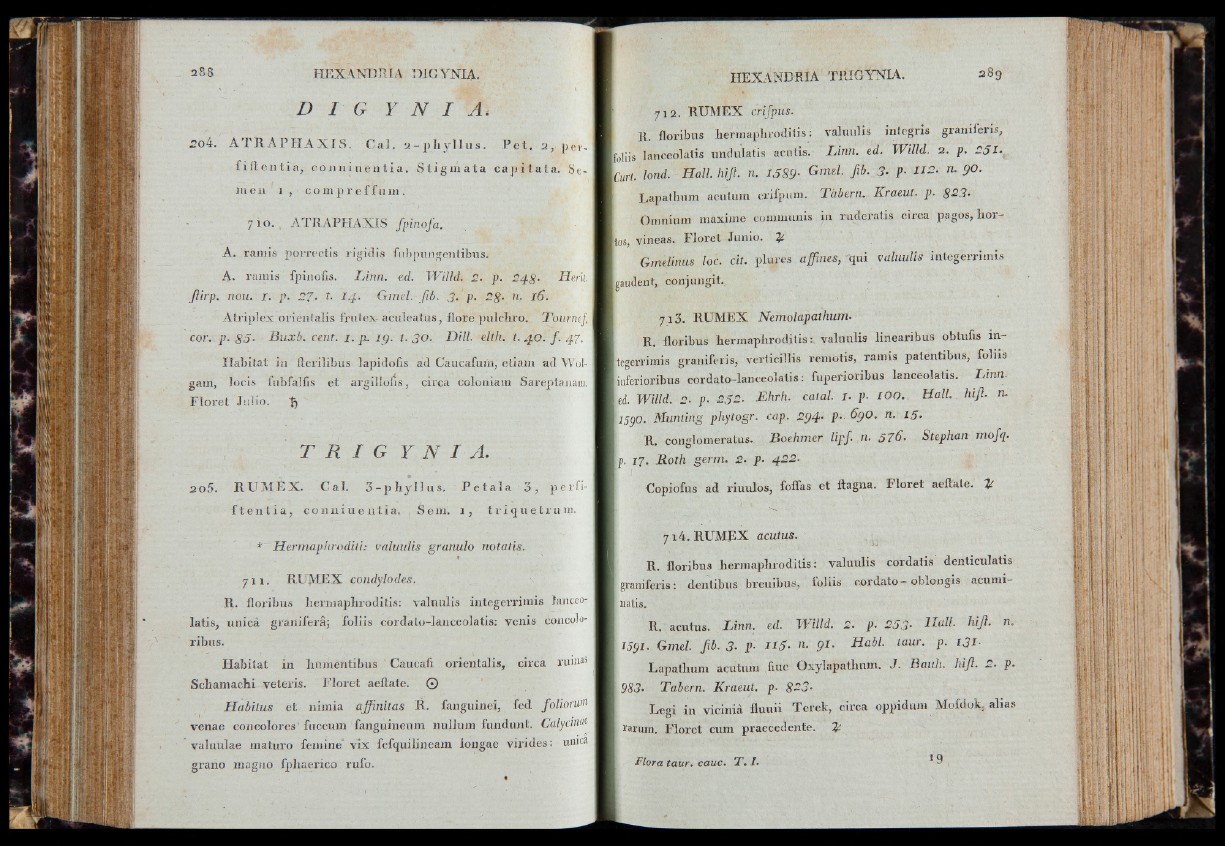 288 HEXANDRIA DIGYNIA.
DIGYNIA.
204. ATRAPHAXIS. Cal. 2-phyllus. Pet. 2, per-
ſiſtentia, conniuentia. Stigmata capitata. Se-
men 1, compreſſum.
710. ATRAPHAXIS ſpinoſa.
A. ramis porrectis rigidis ſubpungentibus.
A. ramis ſpinoſis. Linn. ed. Willd. 2. p. 248. Herit.
ſtirp. nou. 1. p. 27. t. 14. Gmel. ſib. 3. p. 28. n. 16.
Atriplex orientalis frutex aculeatus, flore pulchro. Tournef.
cor. p. 85. Buxb. cent. 1. p. 19. t. 30. Dill. elth. t. 40. f. 47.
Habitat in ſterilibus lapidoſis ad Caucaſum, etiam ad Wol-
gam, locis ſubſalſis et argilloſis, circa coloniam Sareptanam.
Floret Julio. ♄
TRIGYNIA.
205. RUMEX. Cal. 3-phyllus. Petala 3, perſi-
ſtentia, conniuentia. Sem. 1, triquetrum.
* Hermaphroditi: valuulis granulo notatis.
711. RUMEX condylodes.
R. floribus hermaphroditis: valuulis integerrimis lanceo-
latis, unicâ graniferâ; foliis cordato-lanceolatis: venis concolo-
ribus.
Habitat in humentibus Caucaſi orientalis, circa ruinas
Schamachi veteris. Floret aeſtate. ⊙
Habitus et nimia affinitas R. ſanguinei, ſed foliorum
venae concolores ſuccum ſanguineum nullum fundunt. Calycinae
valuulae maturo ſemine vix ſeſquilineam longae virides: unica
grano magno ſphaerico rufo.
HEXANDRIA TRIGYNIA. 289
712. RUMEX criſpus.
R. floribus hermaphroditis: valuulis integris graniferis,
foliis lanceolatis undulatis acutis. Linn. ed. Willd. 2. p. 251.
Curt. lond. Hall. hiſt. n. 1589. Gmel. ſib. 3. p. 112. n. 90.
Lapathum acutum criſpum. Tabern. Kraeut. p. 823.
Omnium maxime communis in ruderatis circa pagos, hor-
tos, vineas. Floret Junio. ♃
Gmelinus loc. cit. plures affines, qui valuulis integerrimis
gaudent, conjungit.
713. RUMEX Nemolapathum.
R. floribus hermaphroditis: valuulis linearibus obtuſis in-
tegerrimis graniferis, verticillis remotis, ramis patentibus, foliis
inferioribus cordato-lanceolatis: ſuperioribus lanceolatis. Linn.
ed. Willd. 2. p. 252. Ehrh. catal. 1. p. 100. Hall. hiſt. n.
1590. Munting phytogr. cap. 294. p. 690. n. 15.
R. conglomeratus. Boehmer lipſ. n. 576. Stephan moſq.
p. 17. Roth germ. 2. p. 422.
Copioſus ad riuulos, foſſas et ſtagna. Floret aeſtate. ♃
714. RUMEX acutus.
R. floribus hermaphroditis: valuulis cordatis denticulatis
graniferis: dentibus breuibus, foliis cordato-oblongis acumi-
natis.
R. acutus. Linn. ed. Willd. 2. p. 253. Hall. hiſt. n.
1591. Gmel. ſib. 3. p. 115. n. 91. Habl. taur. p. 131.
Lapathum acutum ſiue Oxylapathum. J. Bauh. hiſt. 2. p.
983. Tabern. Kraeut. p. 823.
Legi in viciniâ fluuii Terek, circa oppidum Moſdok, alias
rarum. Floret cum praecedente. ♃
Flora taur. cauc. T. I. 19